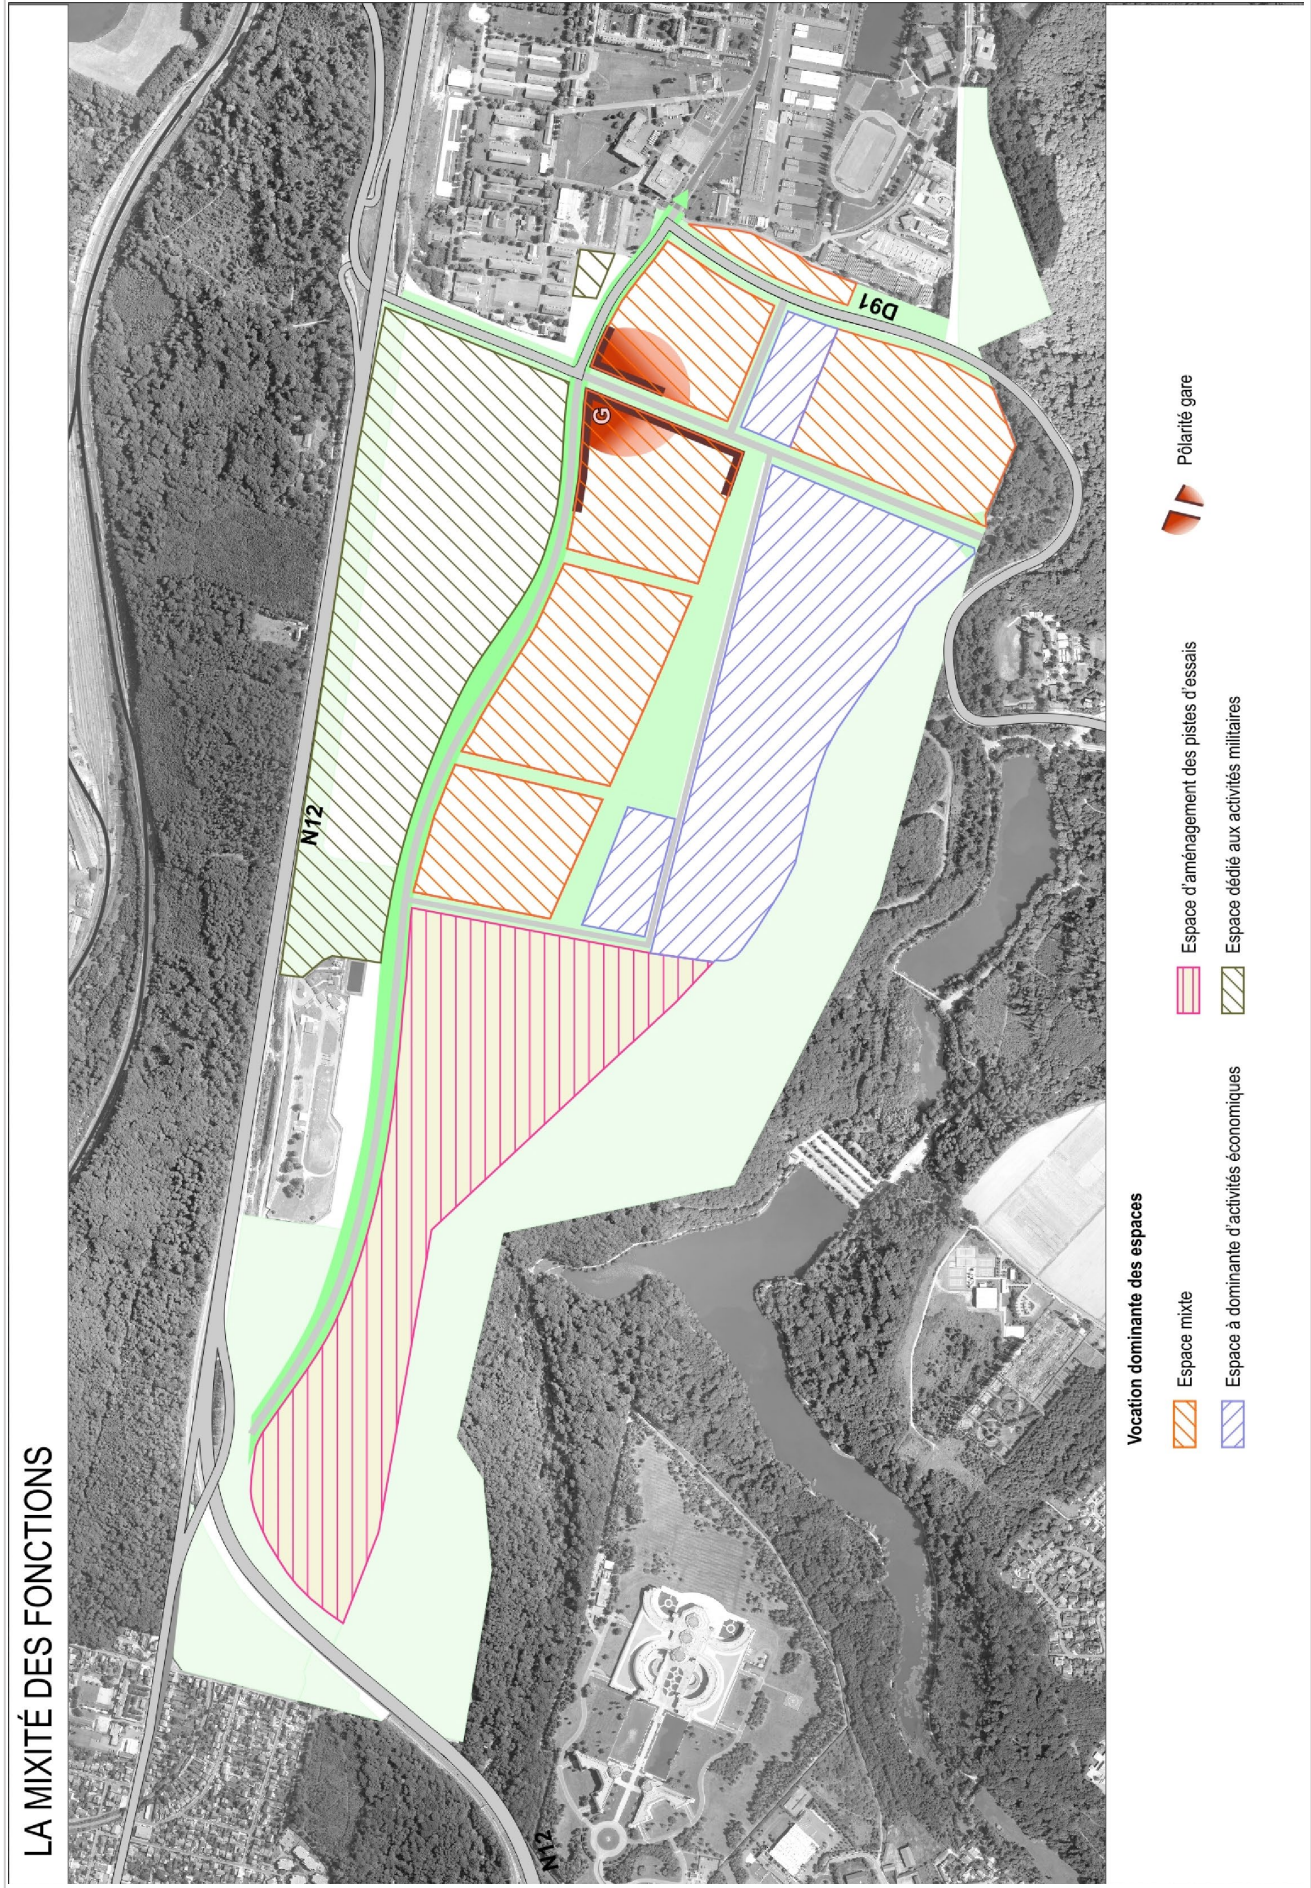 LA MIXITÉ DES FONCTIONS
N12
N12
G
D91
Vocation dominante des espaces
Espace mixte
Espace à dominante d'activités économiques
Espace d'aménagement des pistes d'essais
Espace dédié aux activités militaires
Pôlarité gare